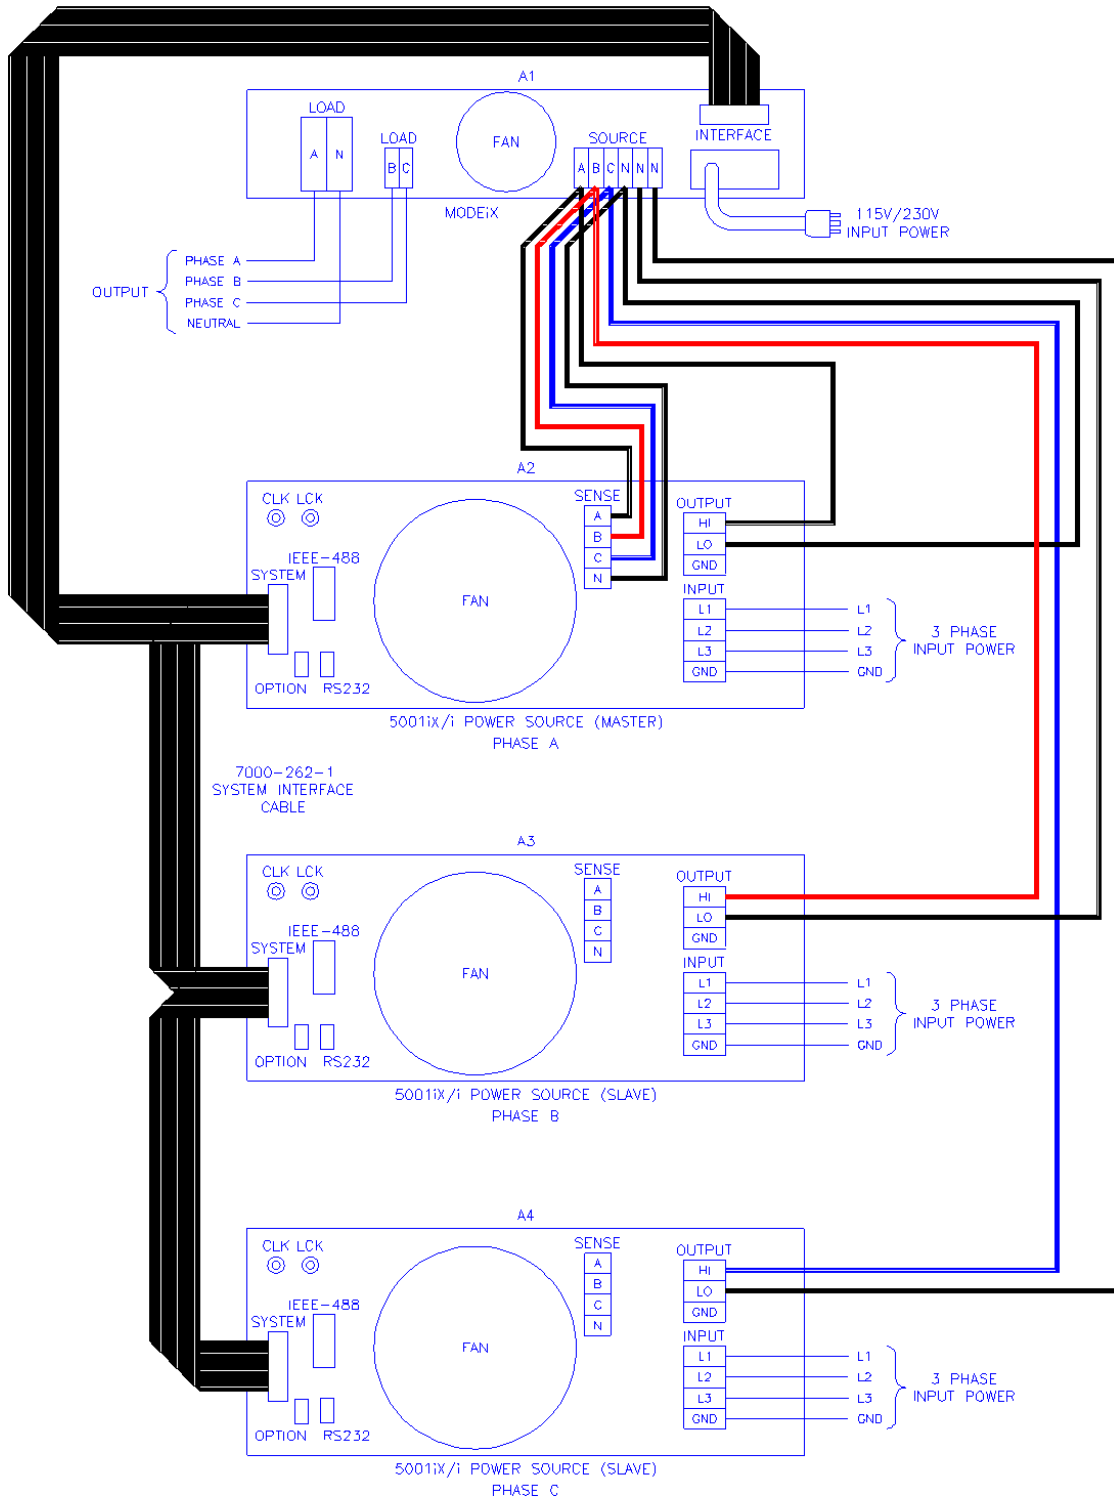 A1
LOAD
A N
LOAD
B C
FAN
SOURCE
A B C N N N
INTERFACE
MODEiX
115V/230V
INPUT POWER
OUTPUT
PHASE A
PHASE B
PHASE C
NEUTRAL
A2
CLK LCK
IEEE-488
SYSTEM
OPTION RS232
FAN
SENSE
A
B
C
N
OUTPUT
HI
LO
GND
INPUT
L1 L1
L2 L2
L3 L3
GND GND
3 PHASE
INPUT POWER
5001iX/i POWER SOURCE (MASTER)
PHASE A
7000-262-1
SYSTEM INTERFACE
CABLE
A3
CLK LCK
IEEE-488
SYSTEM
OPTION RS232
FAN
SENSE
A
B
C
N
OUTPUT
HI
LO
GND
INPUT
L1 L1
L2 L2
L3 L3
GND GND
3 PHASE
INPUT POWER
5001iX/i POWER SOURCE (SLAVE)
PHASE B
A4
CLK LCK
IEEE-488
SYSTEM
OPTION RS232
FAN
SENSE
A
B
C
N
OUTPUT
HI
LO
GND
INPUT
L1 L1
L2 L2
L3 L3
GND GND
3 PHASE
INPUT POWER
5001iX/i POWER SOURCE (SLAVE)
PHASE C